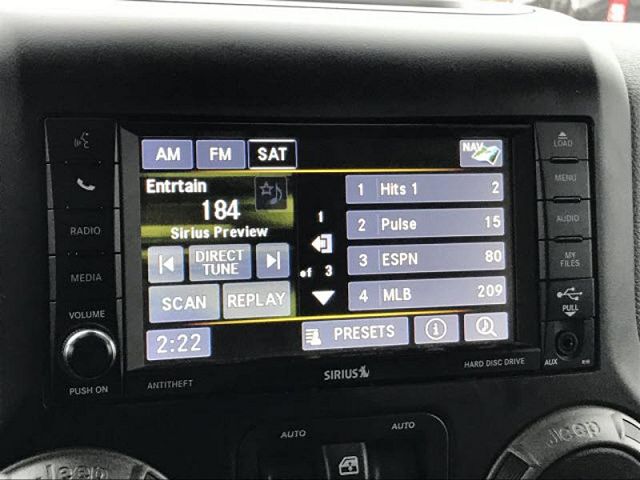 AM FM SAT NAV
LOAD
MENU
RADIO
AUDIO
MEDIA
MY FILES
VOLUME
PULL
PUSH ON
AUX
Entrtain
184
Sirius Preview
DIRECT TUNE
SCAN REPLAY
1
of 3
1 Hits 1 2
2 Pulse 15
3 ESPN 80
4 MLB 209
2:22 PRESETS
ANTITHEFT
SIRIUS
HARD DISC DRIVE
AUTO
AUTO
Jeep
Jeep